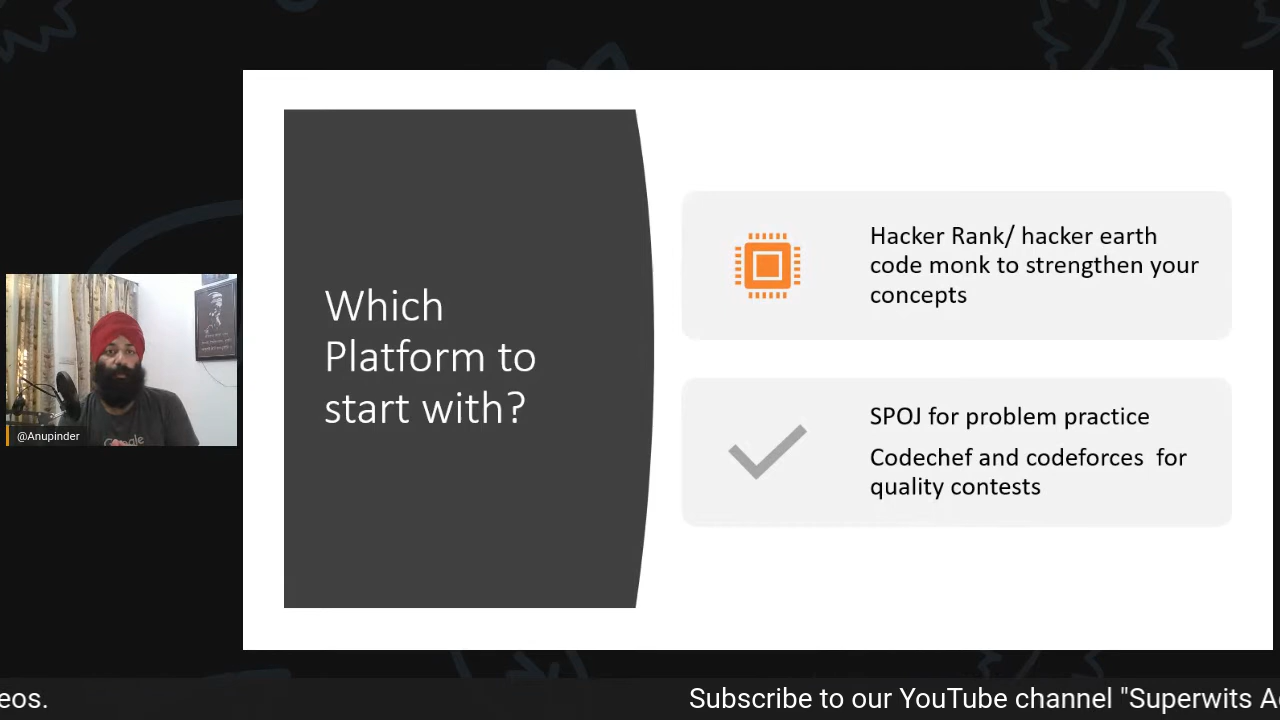 Which
Platform to
start with?
Hacker Rank/ hacker earth
code monk to strengthen your
concepts
SPOJ for problem practice
Codechef and codeforces for
quality contests
@Anupinder
Google
eos.
Subscribe to our YouTube channel "Superwits A